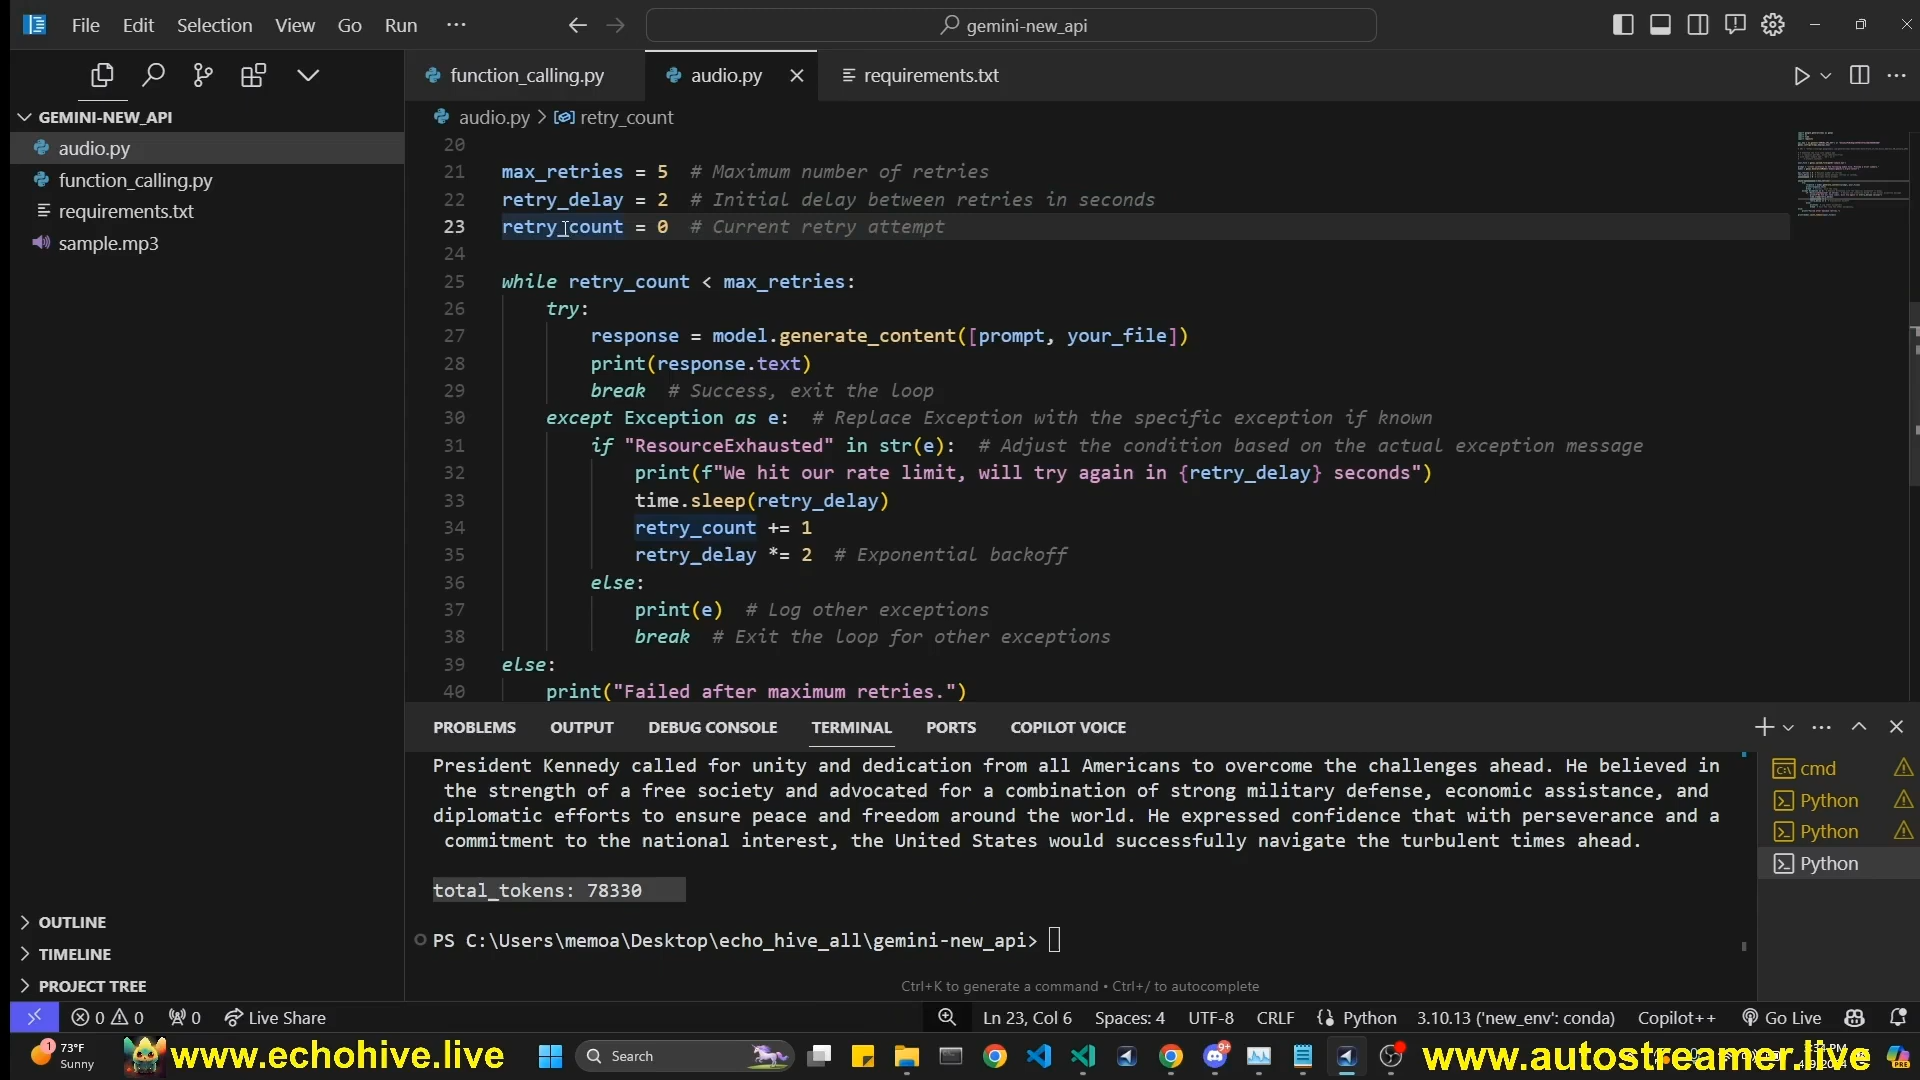 File Edit Selection View Go Run ···
gemini-new_api
GEMINI-NEW_API
audio.py
function_calling.py
requirements.txt
sample.mp3
OUTLINE
TIMELINE
PROJECT TREE
function_calling.py audio.py requirements.txt
audio.py > retry_count
20
21 max_retries = 5 # Maximum number of retries
22 retry_delay = 2 # Initial delay between retries in seconds
23 retry_count = 0 # Current retry attempt
24
25 while retry_count < max_retries:
26 try:
27 response = model.generate_content([prompt, your_file])
28 print(response.text)
29 break # Success, exit the loop
30 except Exception as e: # Replace Exception with the specific exception if known
31 if "ResourceExhausted" in str(e): # Adjust the condition based on the actual exception message
32 print(f"We hit our rate limit, will try again in {retry_delay} seconds")
33 time.sleep(retry_delay)
34 retry_count += 1
35 retry_delay *= 2 # Exponential backoff
36 else:
37 print(e) # Log other exceptions
38 break # Exit the loop for other exceptions
39 else:
40 print("Failed after maximum retries.")
PROBLEMS OUTPUT DEBUG CONSOLE TERMINAL PORTS COPILOT VOICE
President Kennedy called for unity and dedication from all Americans to overcome the challenges ahead. He believed in
the strength of a free society and advocated for a combination of strong military defense, economic assistance, and
diplomatic efforts to ensure peace and freedom around the world. He expressed confidence that with perseverance and a
commitment to the national interest, the United States would successfully navigate the turbulent times ahead.
total_tokens: 78330
PS C:\Users\memoa\Desktop\echo_hive_all\gemini-new_api>
Ctrl+K to generate a command • Ctrl+/ to autocomplete
cmd
Python
Python
Python
0 0 0 Live Share Ln 23, Col 6 Spaces: 4 UTF-8 CRLF Python 3.10.13 ('new_env': conda) Copilot++ Go Live
1 73°F
Sunny
www.echohive.live
Search
9+
www.autostreamer.live